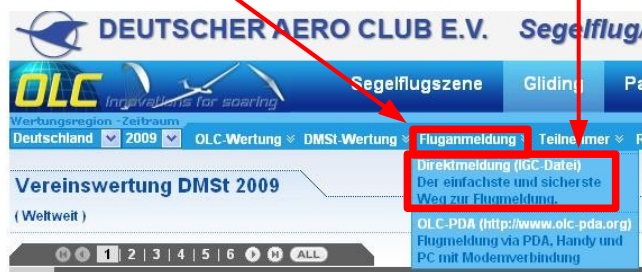 DEUTSCHER AERO CLUB E.V. Segelflug
OLC Innovations for soaring
Segelflugszene Gliding Pa
Wertungsregion -Zeitraum
Deutschland 2009 OLC-Wertung DMSt-Wertung Fluganmeldung Teilnehmer
Direktmeldung (IGC-Datei)
Der einfachste und sicherste
Weg zur Flugmeldung.
Vereinswertung DMSt 2009
( Weltweit )
OLC-PDA (http://www.olc-pda.org)
Flugmeldung via PDA, Handy und
PC mit Modemverbindung
1 | 2 | 3 | 4 | 5 | 6 ALL